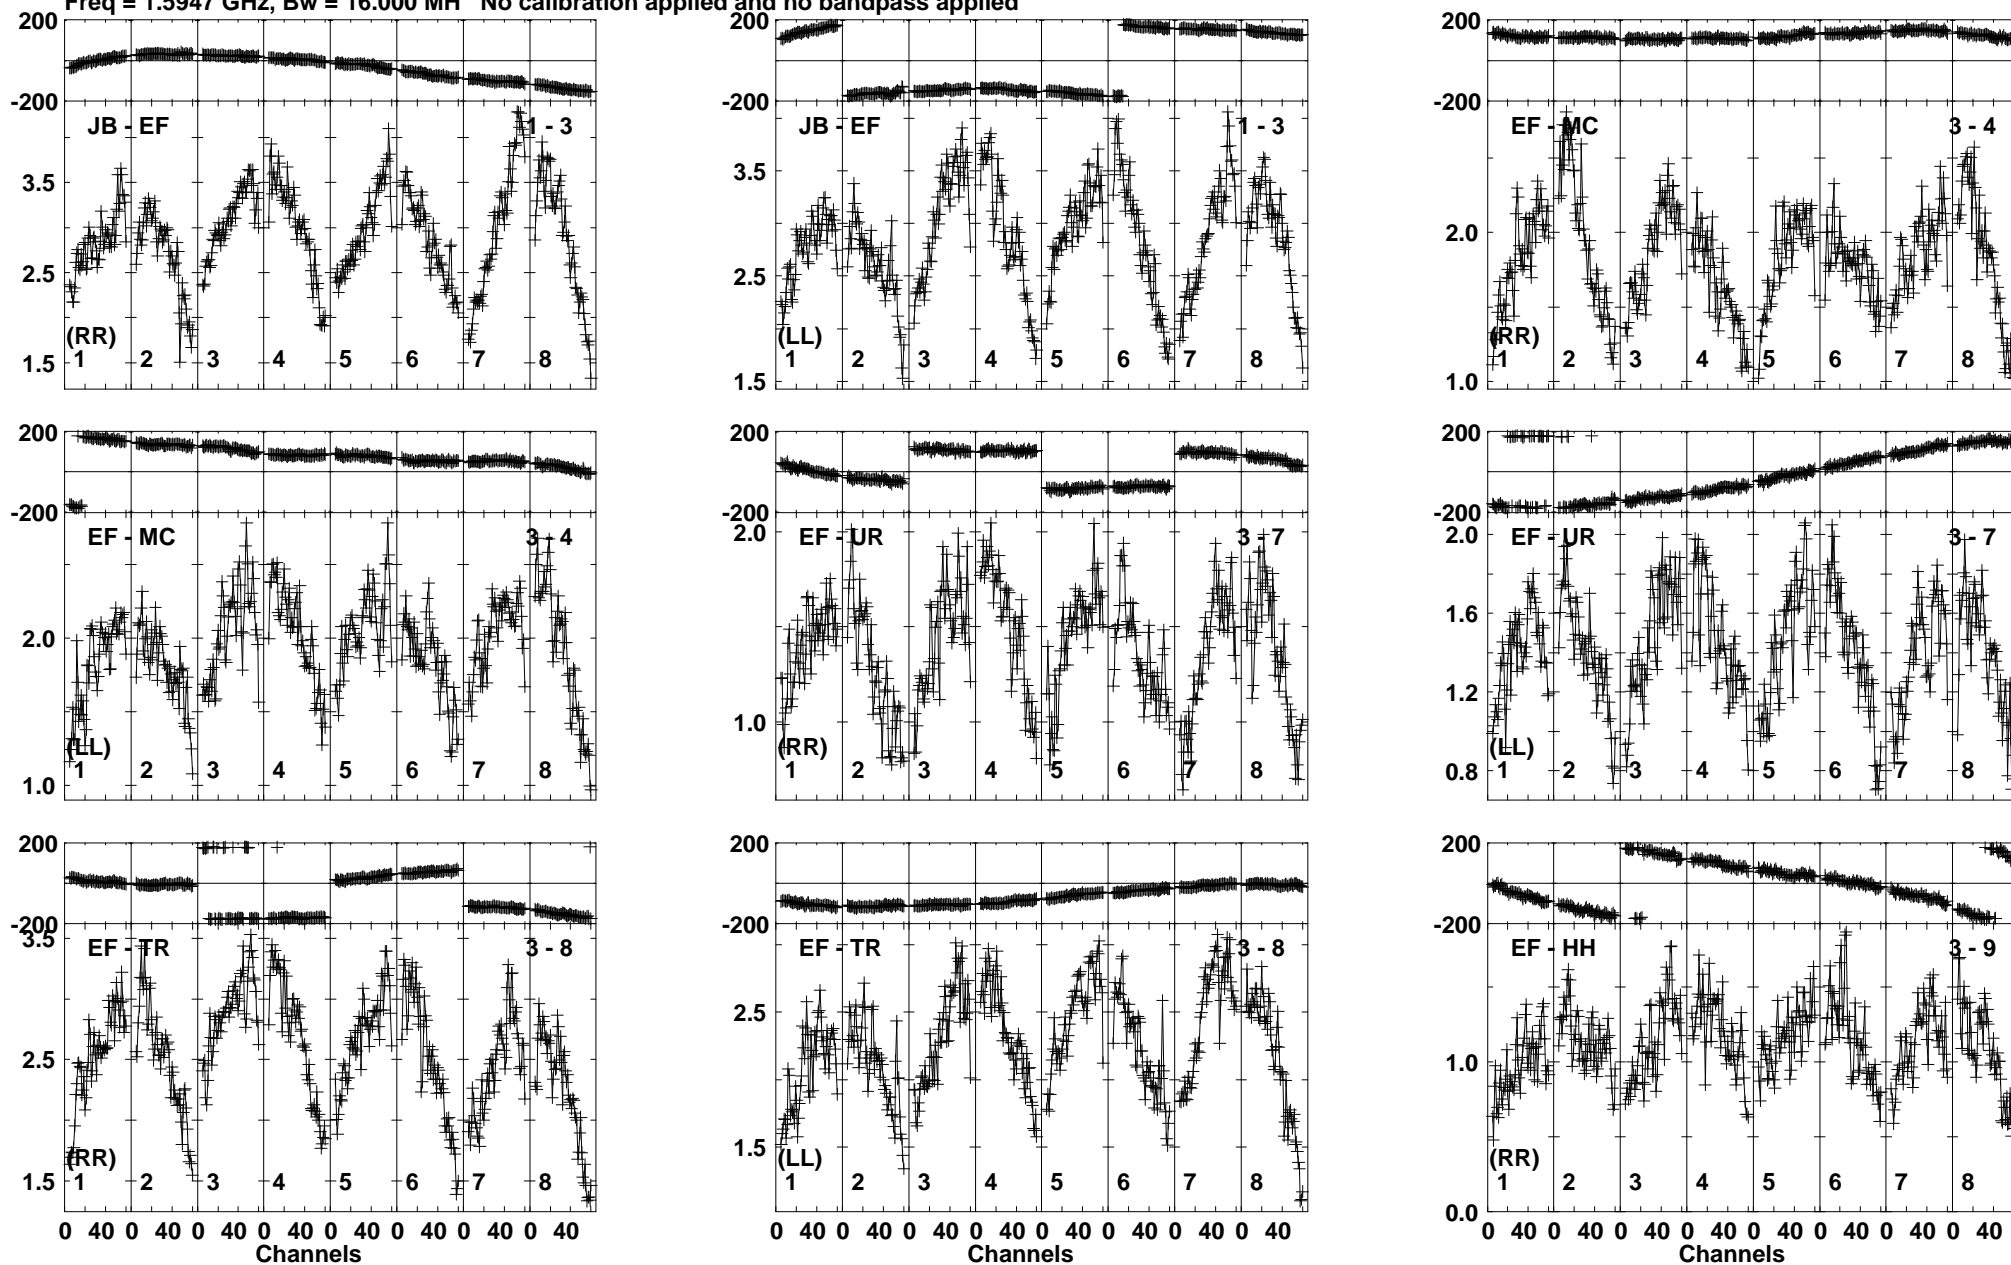 Freq = 1.5947 GHz, Bw = 16.000 MH No calibration applied and no bandpass applied
200 200 200
-200 -200 -200
JB - EF 1 - 3 JB - EF 1 - 3 EF - MC 3 - 4
3.5 3.5 2.0
2.5 2.5
(RR) (LL) (RR)
1 2 3 4 5 6 7 8 1 2 3 4 5 6 7 8 1 2 3 4 5 6 7 8
1.5 1.5 1.0
200 200 200
-200 -200 -200
EF - MC 3 - 4 EF - UR 3 - 7 EF - UR 3 - 7
2.0 2.0
2.0 1.6
1.2
1.0
(LL) (RR) (LL)
1 2 3 4 5 6 7 8 1 2 3 4 5 6 7 8 1 2 3 4 5 6 7 8
1.0 0.8
200 200 200
-200 -200 -200
3.5 2.0
EF - TR 3 - 8 EF - TR 3 - 8 EF - HH 3 - 9
2.5 2.5 1.0
(RR) (LL) (RR)
1 2 3 4 5 6 7 8 1 2 3 4 5 6 7 8 1 2 3 4 5 6 7 8
1.5 1.5 0.0
0 40 0 40 0 40 0 40 0 40 0 40 0 40 0 40 0 40 0 40 0 40 0 40 0 40 0 40 0 40 0 40 0 40 0 40 0 40 0 40 0 40 0 40 0 40 0 40
Channels Channels Channels